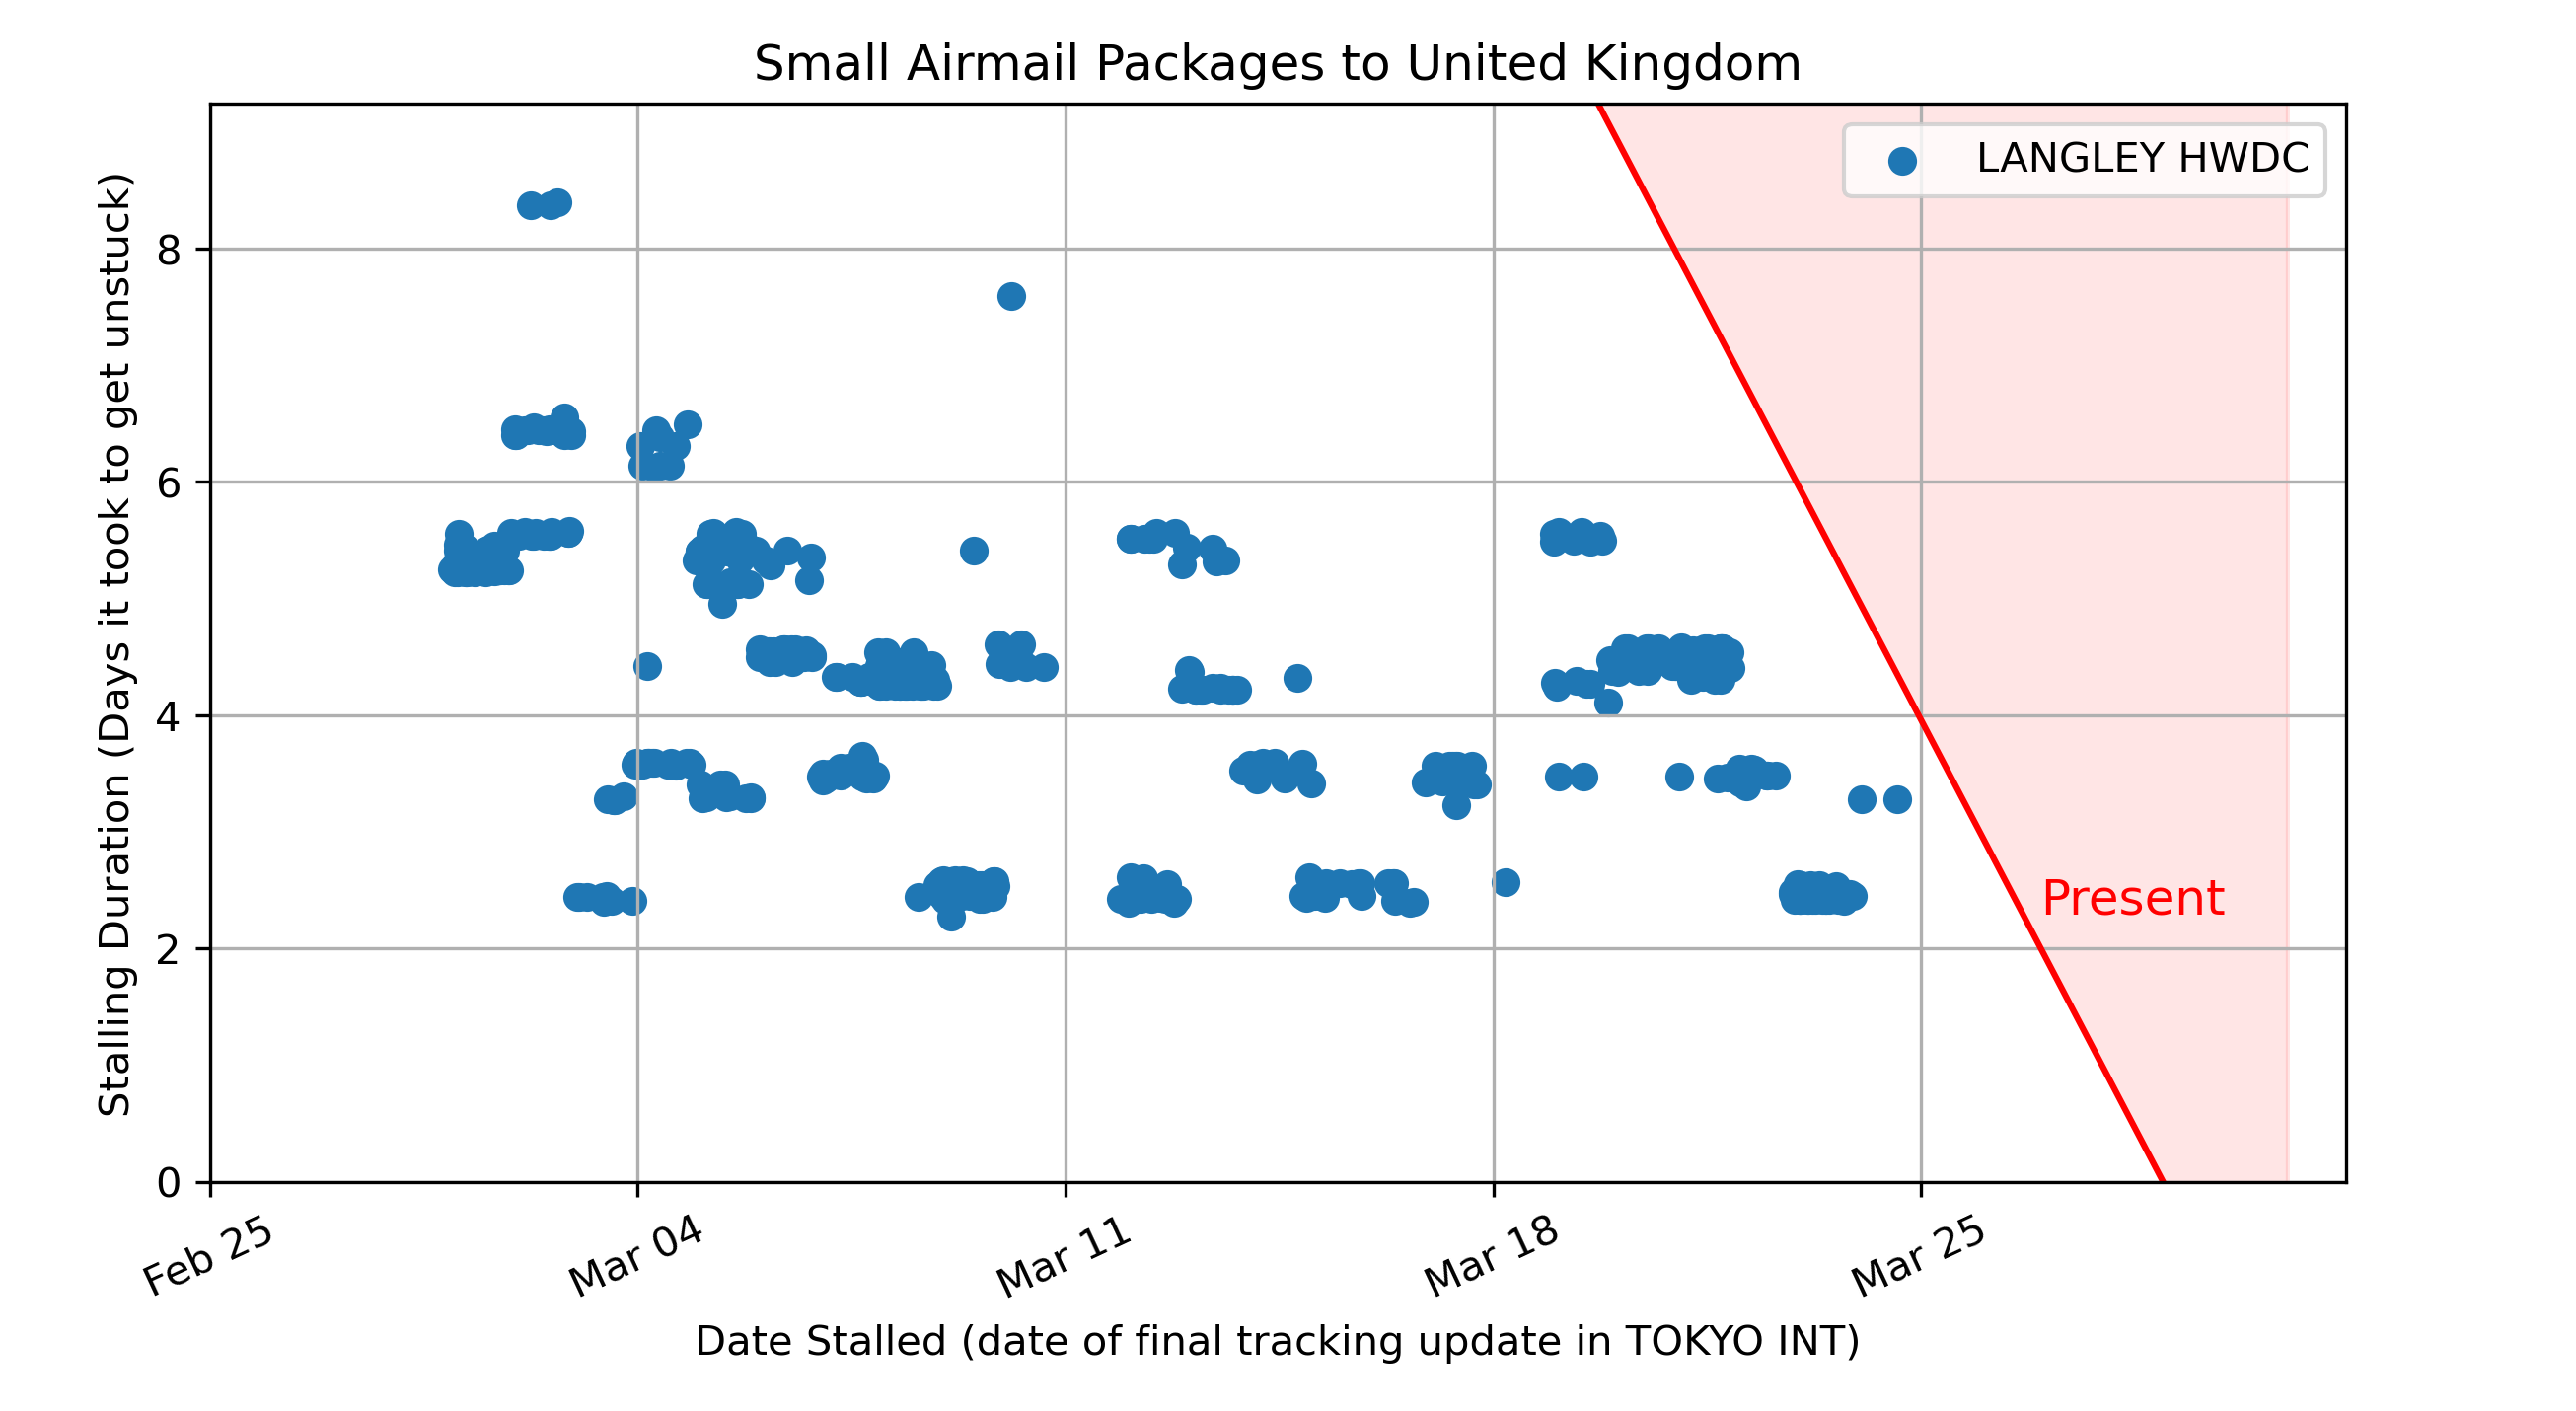 Small Airmail Packages to United Kingdom
LANGLEY HWDC
Stalling Duration (Days it took to get unstuck)
8
6
4
2
0
Present
Feb 25
Mar 04
Mar 11
Mar 18
Mar 25
Date Stalled (date of final tracking update in TOKYO INT)